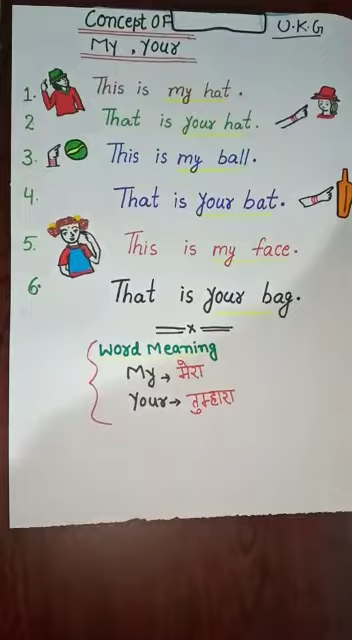 Concept OF U.K.G
My, Your
1. This is my hat.
2 That is your hat.
3. This is my ball.
4. That is your bat.
5. This is my face.
6. That is your bag.
x
Word Meaning
My → मेरा
Your → तुम्हारा